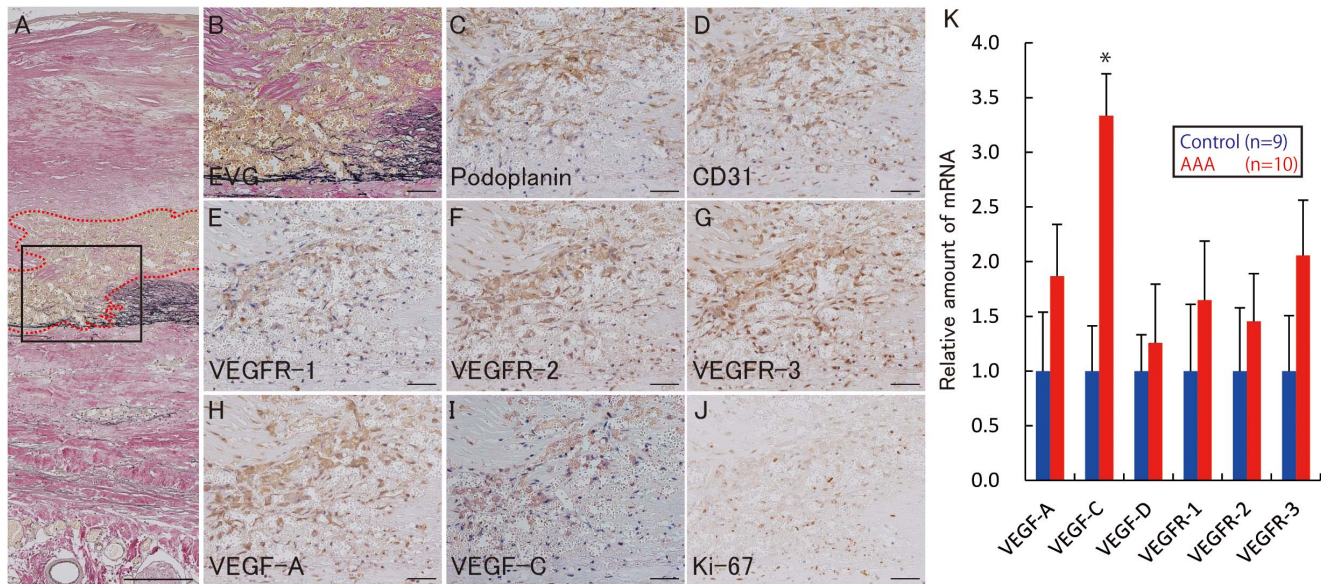 A
B
EVG
C
Podoplanin
D
CD31
E
VEGFR-1
F
VEGFR-2
G
VEGFR-3
H
VEGF-A
I
VEGF-C
J
Ki-67
K
4.0
3.5
3.0
2.5
2.0
1.5
1.0
0.5
0.0
Relative amount of mRNA
*
Control (n=9)
AAA (n=10)
VEGF-A
VEGF-C
VEGF-D
VEGFR-1
VEGFR-2
VEGFR-3